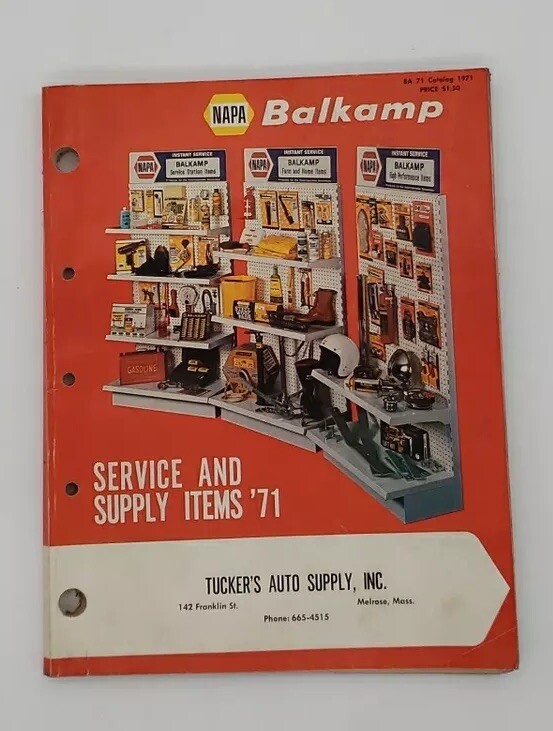 BA 71 Catalog 1971
PRICE $1.50
NAPA Balkamp
INSTANT SERVICE
NAPA
BALKAMP
Service Station Items
INSTANT SERVICE
NAPA
BALKAMP
Farm and Home Items
INSTANT SERVICE
NAPA
BALKAMP
High Performance Items
GASOLINE
SERVICE AND
SUPPLY ITEMS '71
TUCKER'S AUTO SUPPLY, INC.
142 Franklin St. Melrose, Mass.
Phone: 665-4515